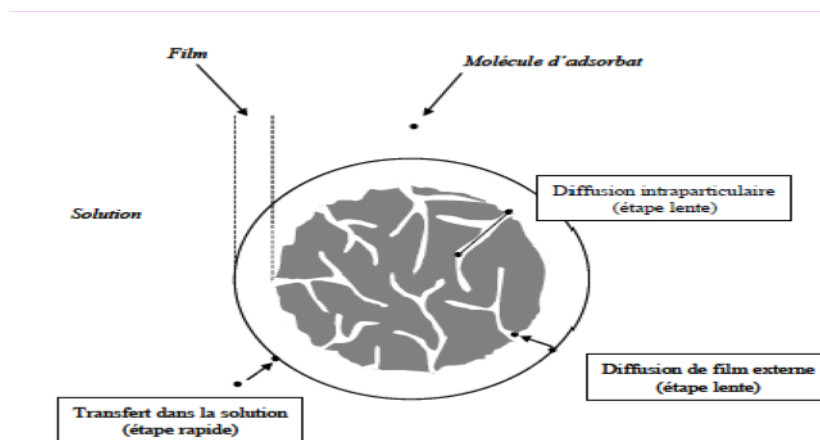 Film
Molécule d'adsorbat
Diffusion intraparticulaire
(étape lente)
Solution
Diffusion de film externe
(étape lente)
Transfert dans la solution
(étape rapide)